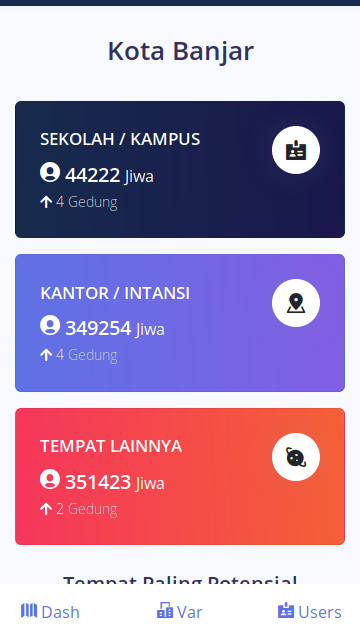 Kota Banjar
SEKOLAH / KAMPUS
44222 Jiwa
4 Gedung
KANTOR / INTANSI
349254 Jiwa
4 Gedung
TEMPAT LAINNYA
351423 Jiwa
2 Gedung
Tempat Paling Potensial
Dash Var Users